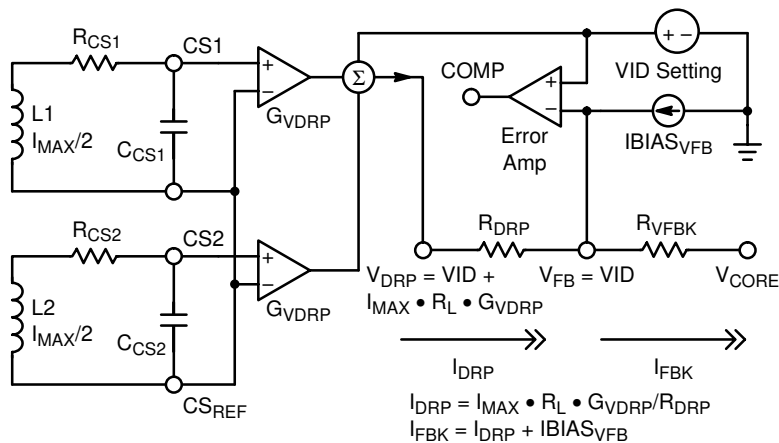 R_CS1
CS1
L1
I_MAX/2
C_CS1
+
−
G_VDRP
Σ
COMP
+
−
Error
Amp
+ −
VID Setting
IBIAS_VFB
R_CS2
CS2
L2
I_MAX/2
C_CS2
+
−
G_VDRP
CS_REF
R_DRP
R_VFBK
V_DRP = VID +
I_MAX • R_L • G_VDRP
V_FB = VID
V_CORE
I_DRP
I_FBK
I_DRP = I_MAX • R_L • G_VDRP/R_DRP
I_FBK = I_DRP + IBIAS_VFB